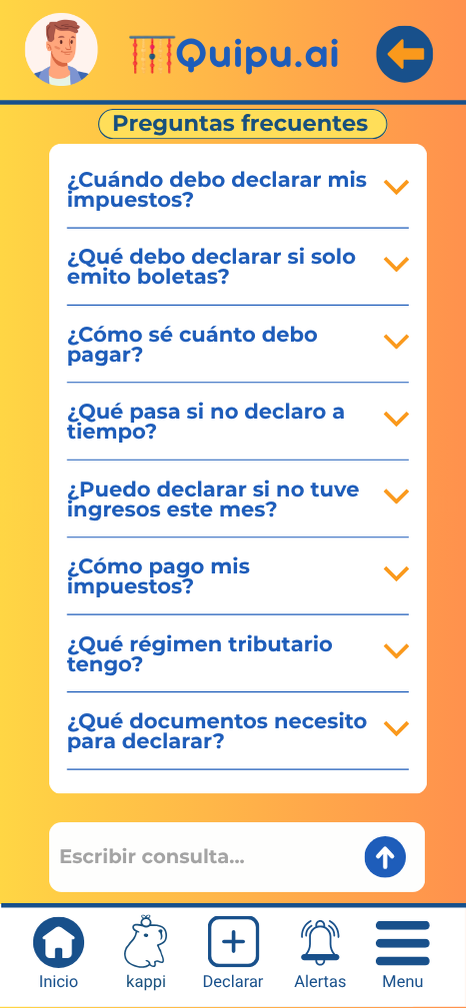 Quipu.ai
Preguntas frecuentes
¿Cuándo debo declarar mis
impuestos?
¿Qué debo declarar si solo
emito boletas?
¿Cómo sé cuánto debo
pagar?
¿Qué pasa si no declaro a
tiempo?
¿Puedo declarar si no tuve
ingresos este mes?
¿Cómo pago mis
impuestos?
¿Qué régimen tributario
tengo?
¿Qué documentos necesito
para declarar?
Escribir consulta...
Inicio kappi Declarar Alertas Menu